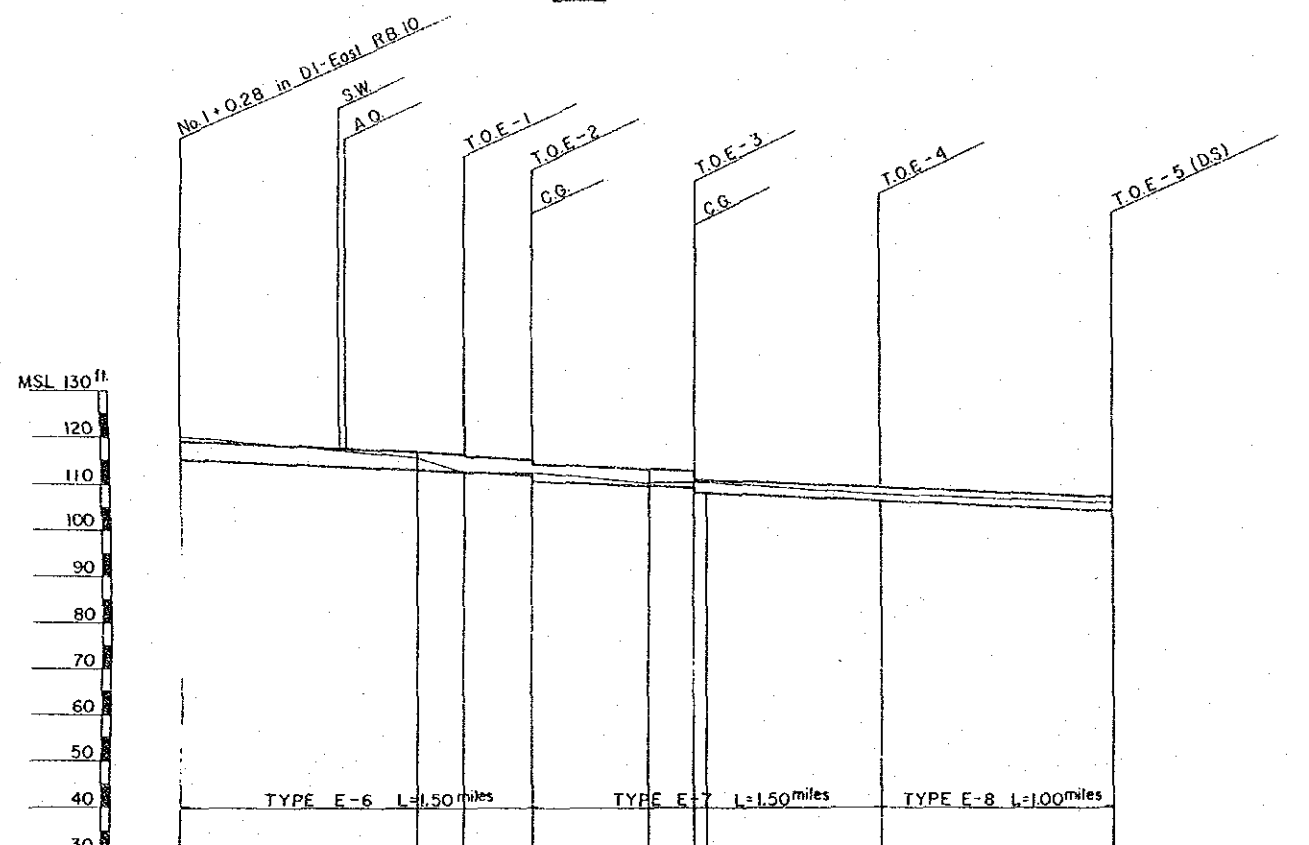 No.1+0.28 in D1-East RB.10
S.W.
A.Q.
T.O.E-1
T.O.E-2
C.G.
T.O.E-3
C.G.
T.O.E-4
T.O.E-5 (D.S)
MSL 130 ft.
120
110
100
90
80
70
60
50
40
30
TYPE E-6 L=1.50 miles
TYPE E-7 L=1.50 miles
TYPE E-8 L=1.00 miles